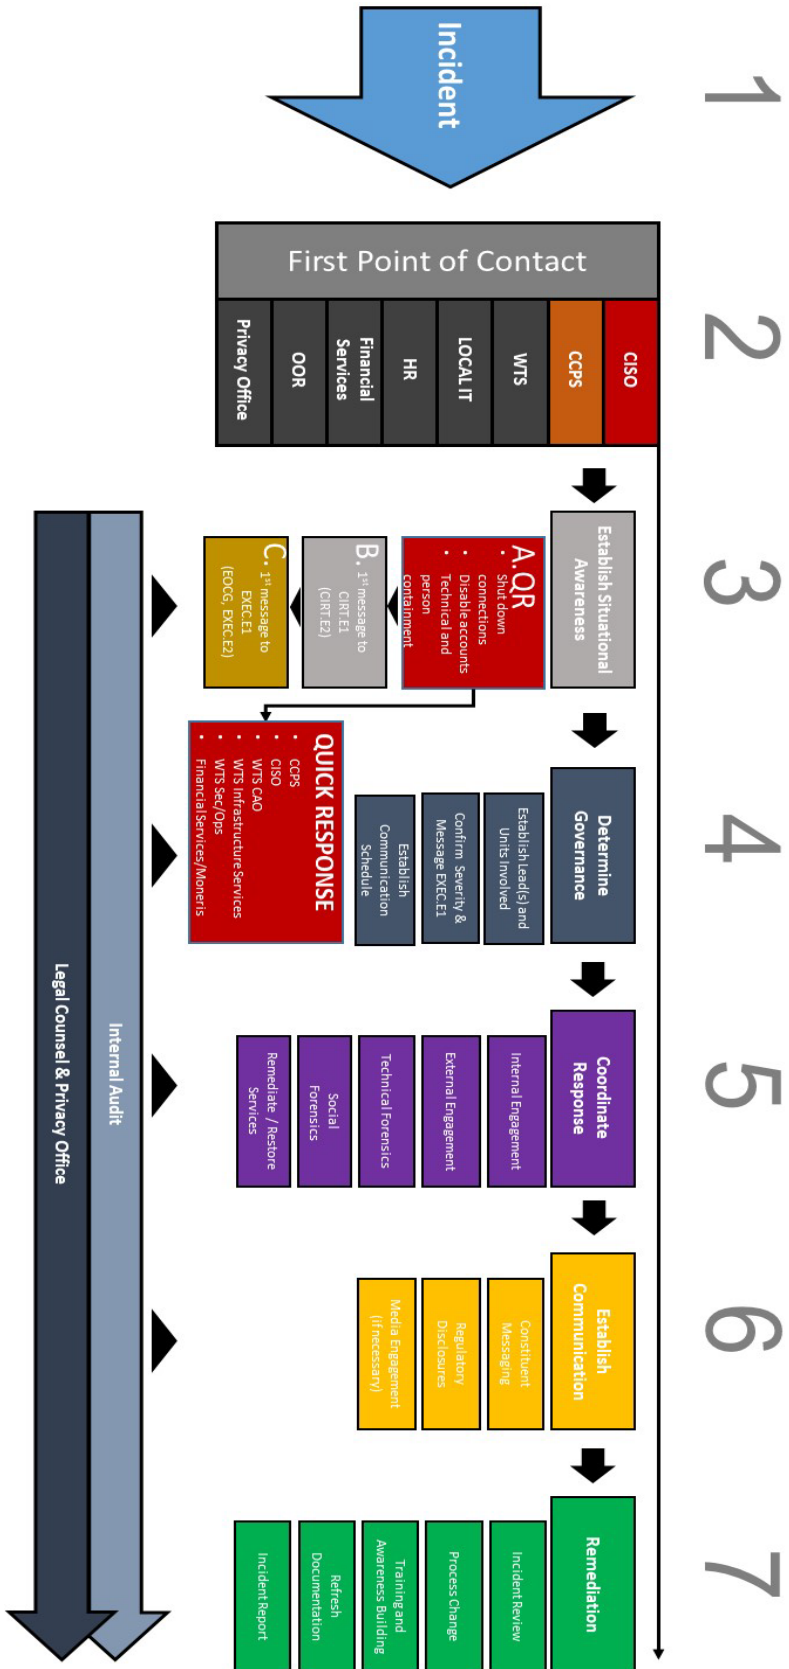 1
Incident
2
First Point of Contact
CISO
CCPS
WTS
LOCAL IT
HR
Financial
Services
OOR
Privacy Office
3
Establish Situational
Awareness
A.QR
• Shut down
connections
• Disable accounts
• Technical and
person
containment
B. 1st message to
CIRT.E1
(CIRT.E2)
C. 1st message to
EXEC.E1
(EOCG, EXEC.E2)
4
Determine
Governance
Establish Lead(s) and
Units Involved
Confirm Severity &
Message EXEC.E1
Establish
Communication
Schedule
QUICK RESPONSE
• CCPS
• CISO
• WTS CAO
• WTS Infrastructure Services
• WTS Sec/Ops
• Financial Services/Moneris
5
Coordinate
Response
Internal Engagement
External Engagement
Technical Forensics
Social
Forensics
Remediate / Restore
Services
6
Establish
Communication
Constituent
Messaging
Regulatory
Disclosures
Media Engagement
(if necessary)
7
Remediation
Incident Review
Process Change
Training and
Awareness Building
Refresh
Documentation
Incident Report
Internal Audit
Legal Counsel & Privacy Office